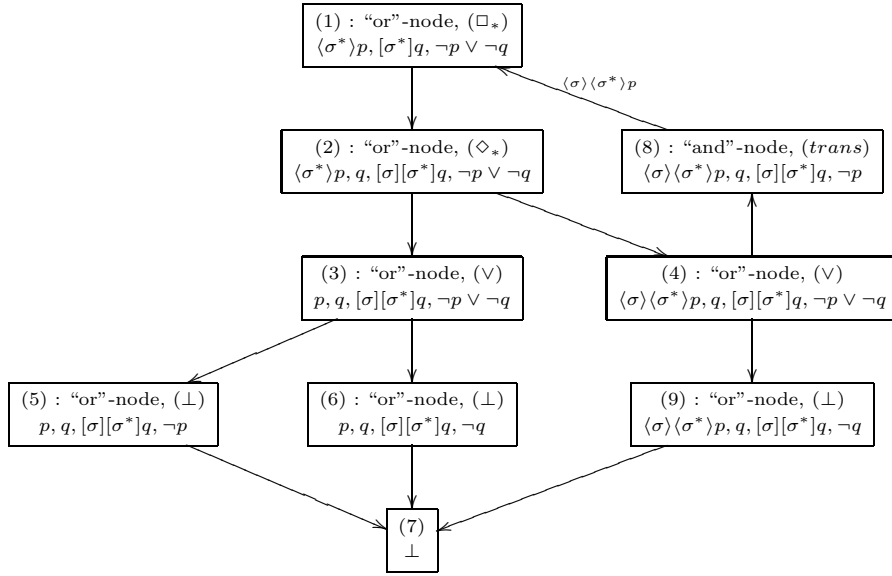 (1) : “or”-node, (□*)
⟨σ*⟩p, [σ*]q, ¬p ∨ ¬q
⟨σ⟩⟨σ*⟩p
(2) : “or”-node, (◇*)
⟨σ*⟩p, q, [σ][σ*]q, ¬p ∨ ¬q
(8) : “and”-node, (trans)
⟨σ⟩⟨σ*⟩p, q, [σ][σ*]q, ¬p
(3) : “or”-node, (∨)
p, q, [σ][σ*]q, ¬p ∨ ¬q
(4) : “or”-node, (∨)
⟨σ⟩⟨σ*⟩p, q, [σ][σ*]q, ¬p ∨ ¬q
(5) : “or”-node, (⊥)
p, q, [σ][σ*]q, ¬p
(6) : “or”-node, (⊥)
p, q, [σ][σ*]q, ¬q
(9) : “or”-node, (⊥)
⟨σ⟩⟨σ*⟩p, q, [σ][σ*]q, ¬q
(7)
⊥